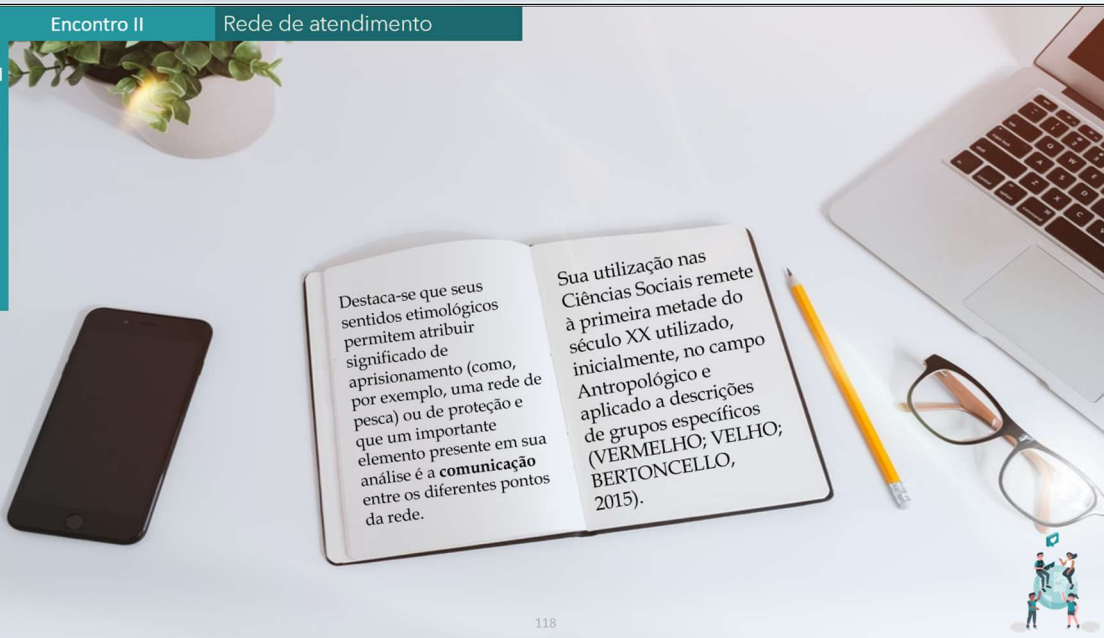 Encontro II
Rede de atendimento
Destaca-se que seus
sentidos etimológicos
permitem atribuir
significado de
aprisionamento (como,
por exemplo, uma rede de
pesca) ou de proteção e
que um importante
elemento presente em sua
análise é a comunicação
entre os diferentes pontos
da rede.
Sua utilização nas
Ciências Sociais remete
à primeira metade do
século XX utilizado,
inicialmente, no campo
Antropológico e
aplicado a descrições
de grupos específicos
(VERMELHO; VELHO;
BERTONCELLO,
2015).
118